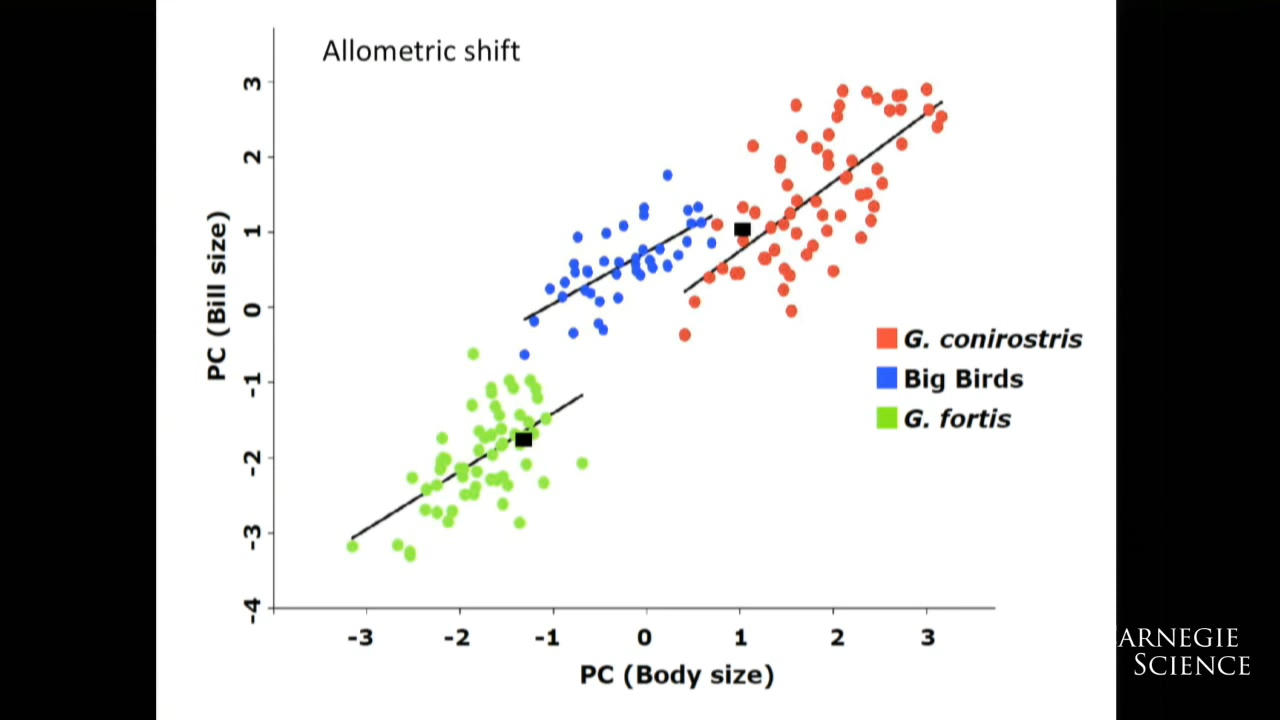 Allometric shift
3
2
1
0
-1
-2
-3
-4
PC (Bill size)
G. conirostris
Big Birds
G. fortis
-3 -2 -1 0 1 2 3
PC (Body size)
ARNEGIE
SCIENCE